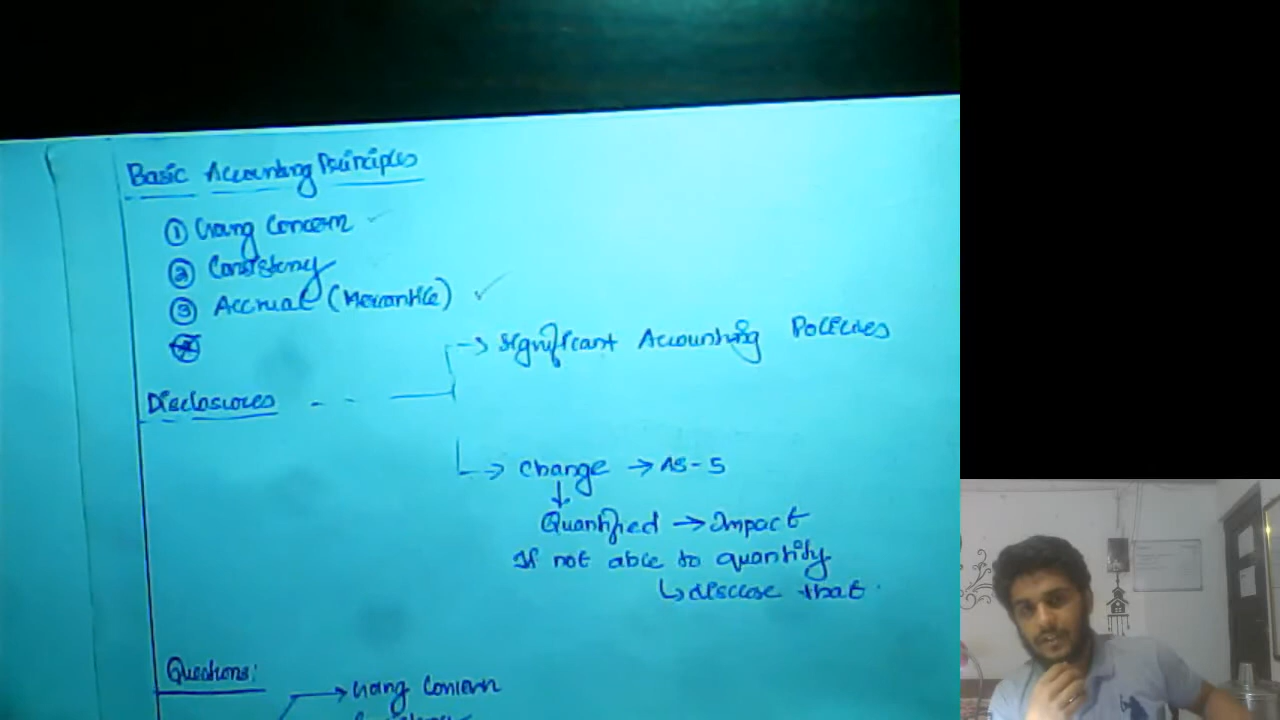 Basic Accounting Principles
① Going Concern ✓
② Consistency
③ Accrual (Mercantile) ✓
Disclosures - - → Significant Accounting Policies
→ Change → AS-5
↓
Quantified → Impact
If not able to quantify
↳ disclose that.
Questions:
→ Going Concern